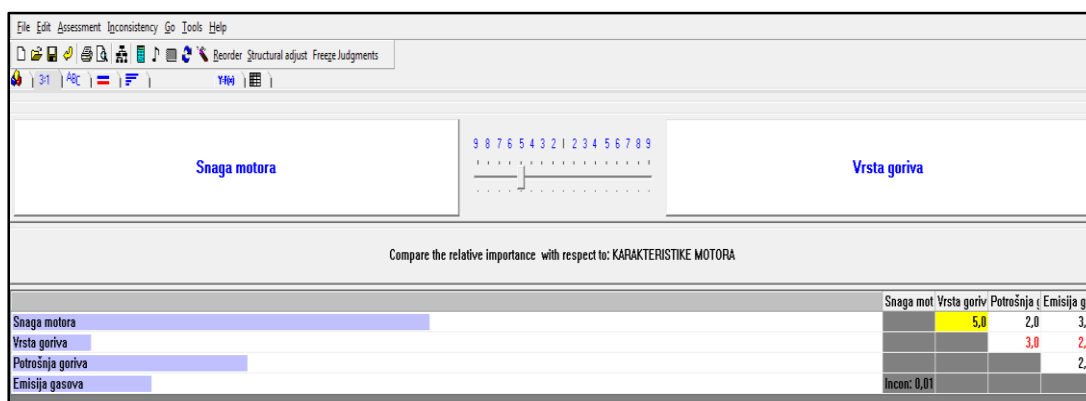 File Edit Assessment Inconsistency Go Tools Help
Reorder Structural adjust Freeze Judgments
3:1 ABC Y=f(x)
9 8 7 6 5 4 3 2 1 2 3 4 5 6 7 8 9
Snaga motora Vrsta goriva
Compare the relative importance with respect to: KARAKTERISTIKE MOTORA
Snaga mot Vrsta goriv Potrošnja g Emisija g
Snaga motora 5,0 2,0 3,
Vrsta goriva 3,0 2,
Potrošnja goriva 2,
Emisija gasova Incon: 0,01